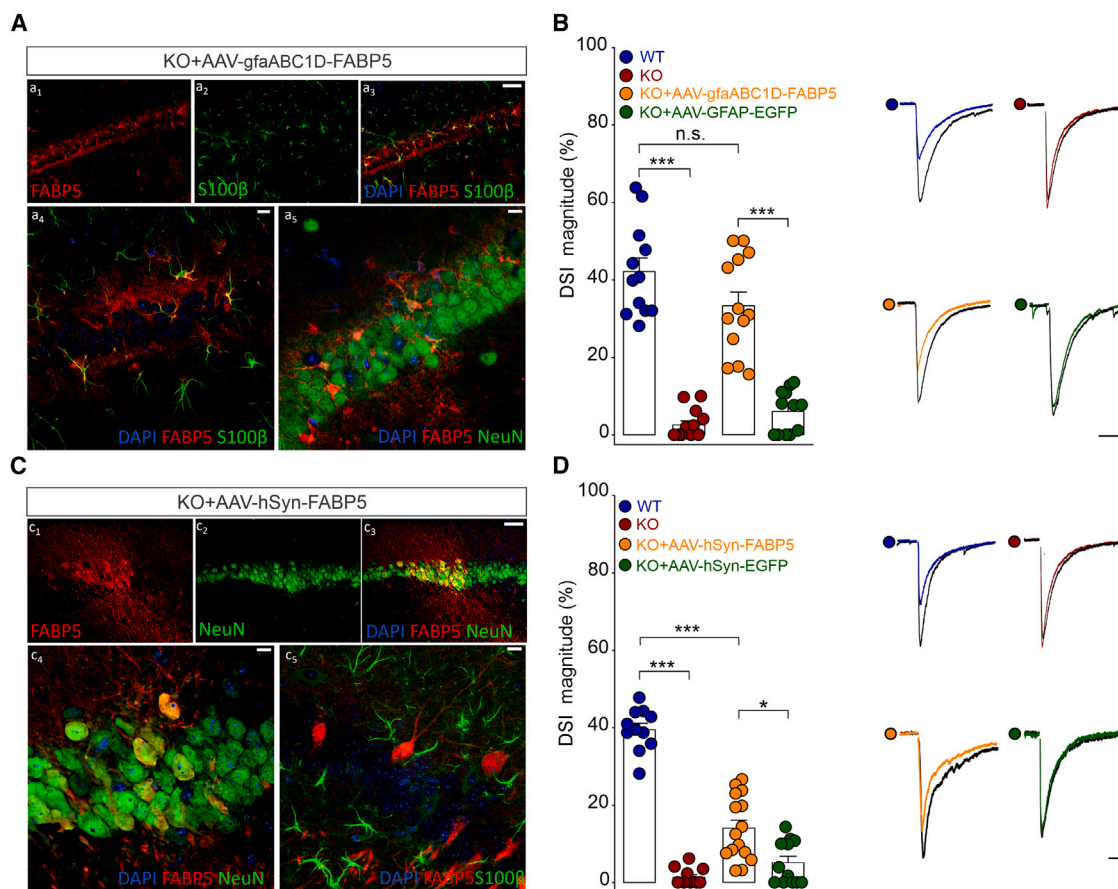 A
KO+AAV-gfaABC1D-FABP5
a1
a2
a3
FABP5
S100β
DAPI FABP5 S100β
a4
a5
DAPI FABP5 S100β
DAPI FABP5 NeuN
B
100
80
60
40
20
0
DSI magnitude (%)
WT
KO
KO+AAV-gfaABC1D-FABP5
KO+AAV-GFAP-EGFP
n.s.
***
***
C
KO+AAV-hSyn-FABP5
c1
c2
c3
FABP5
NeuN
DAPI FABP5 NeuN
c4
c5
DAPI FABP5 NeuN
DAPI FABP5S100β
D
100
80
60
40
20
0
DSI magnitude (%)
WT
KO
KO+AAV-hSyn-FABP5
KO+AAV-hSyn-EGFP
***
***
*